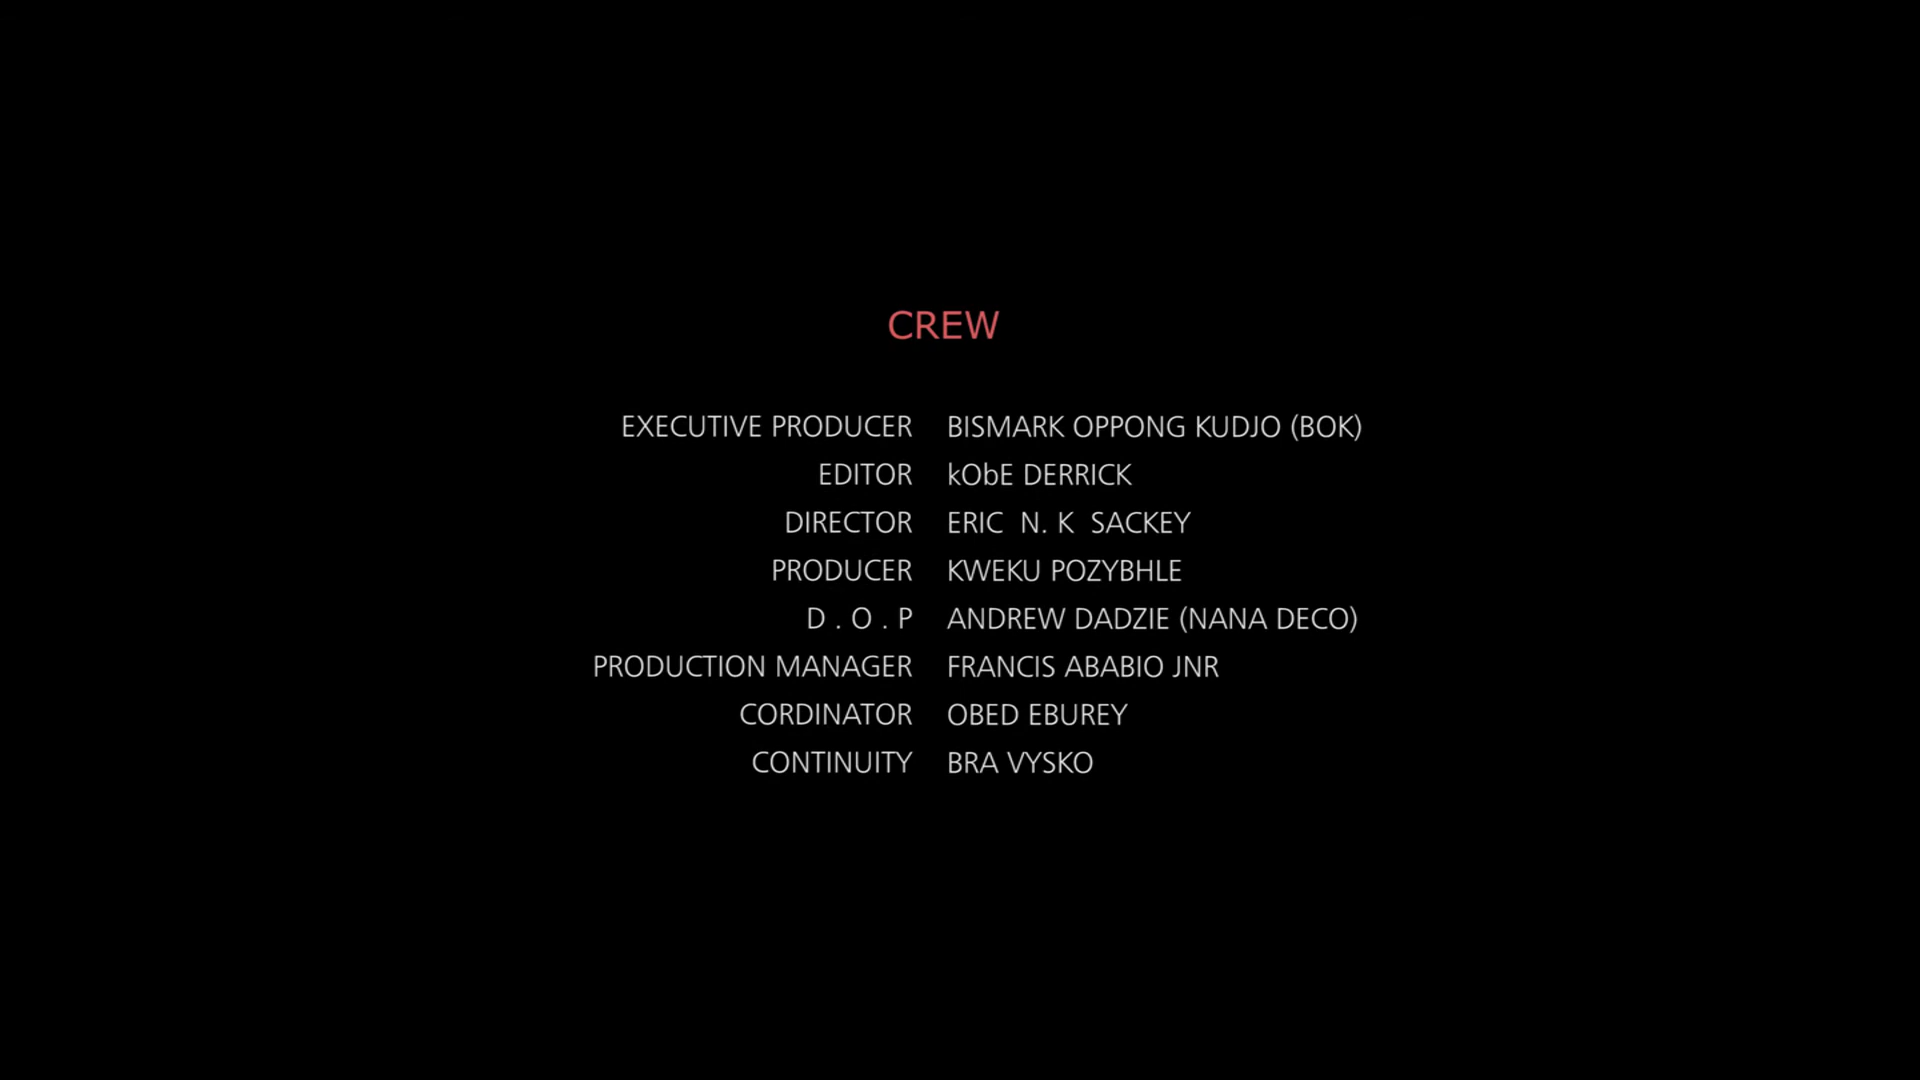 CREW
EXECUTIVE PRODUCER BISMARK OPPONG KUDJO (BOK)
EDITOR kObE DERRICK
DIRECTOR ERIC N. K SACKEY
PRODUCER KWEKU POZYBHLE
D . O . P ANDREW DADZIE (NANA DECO)
PRODUCTION MANAGER FRANCIS ABABIO JNR
CORDINATOR OBED EBUREY
CONTINUITY BRA VYSKO